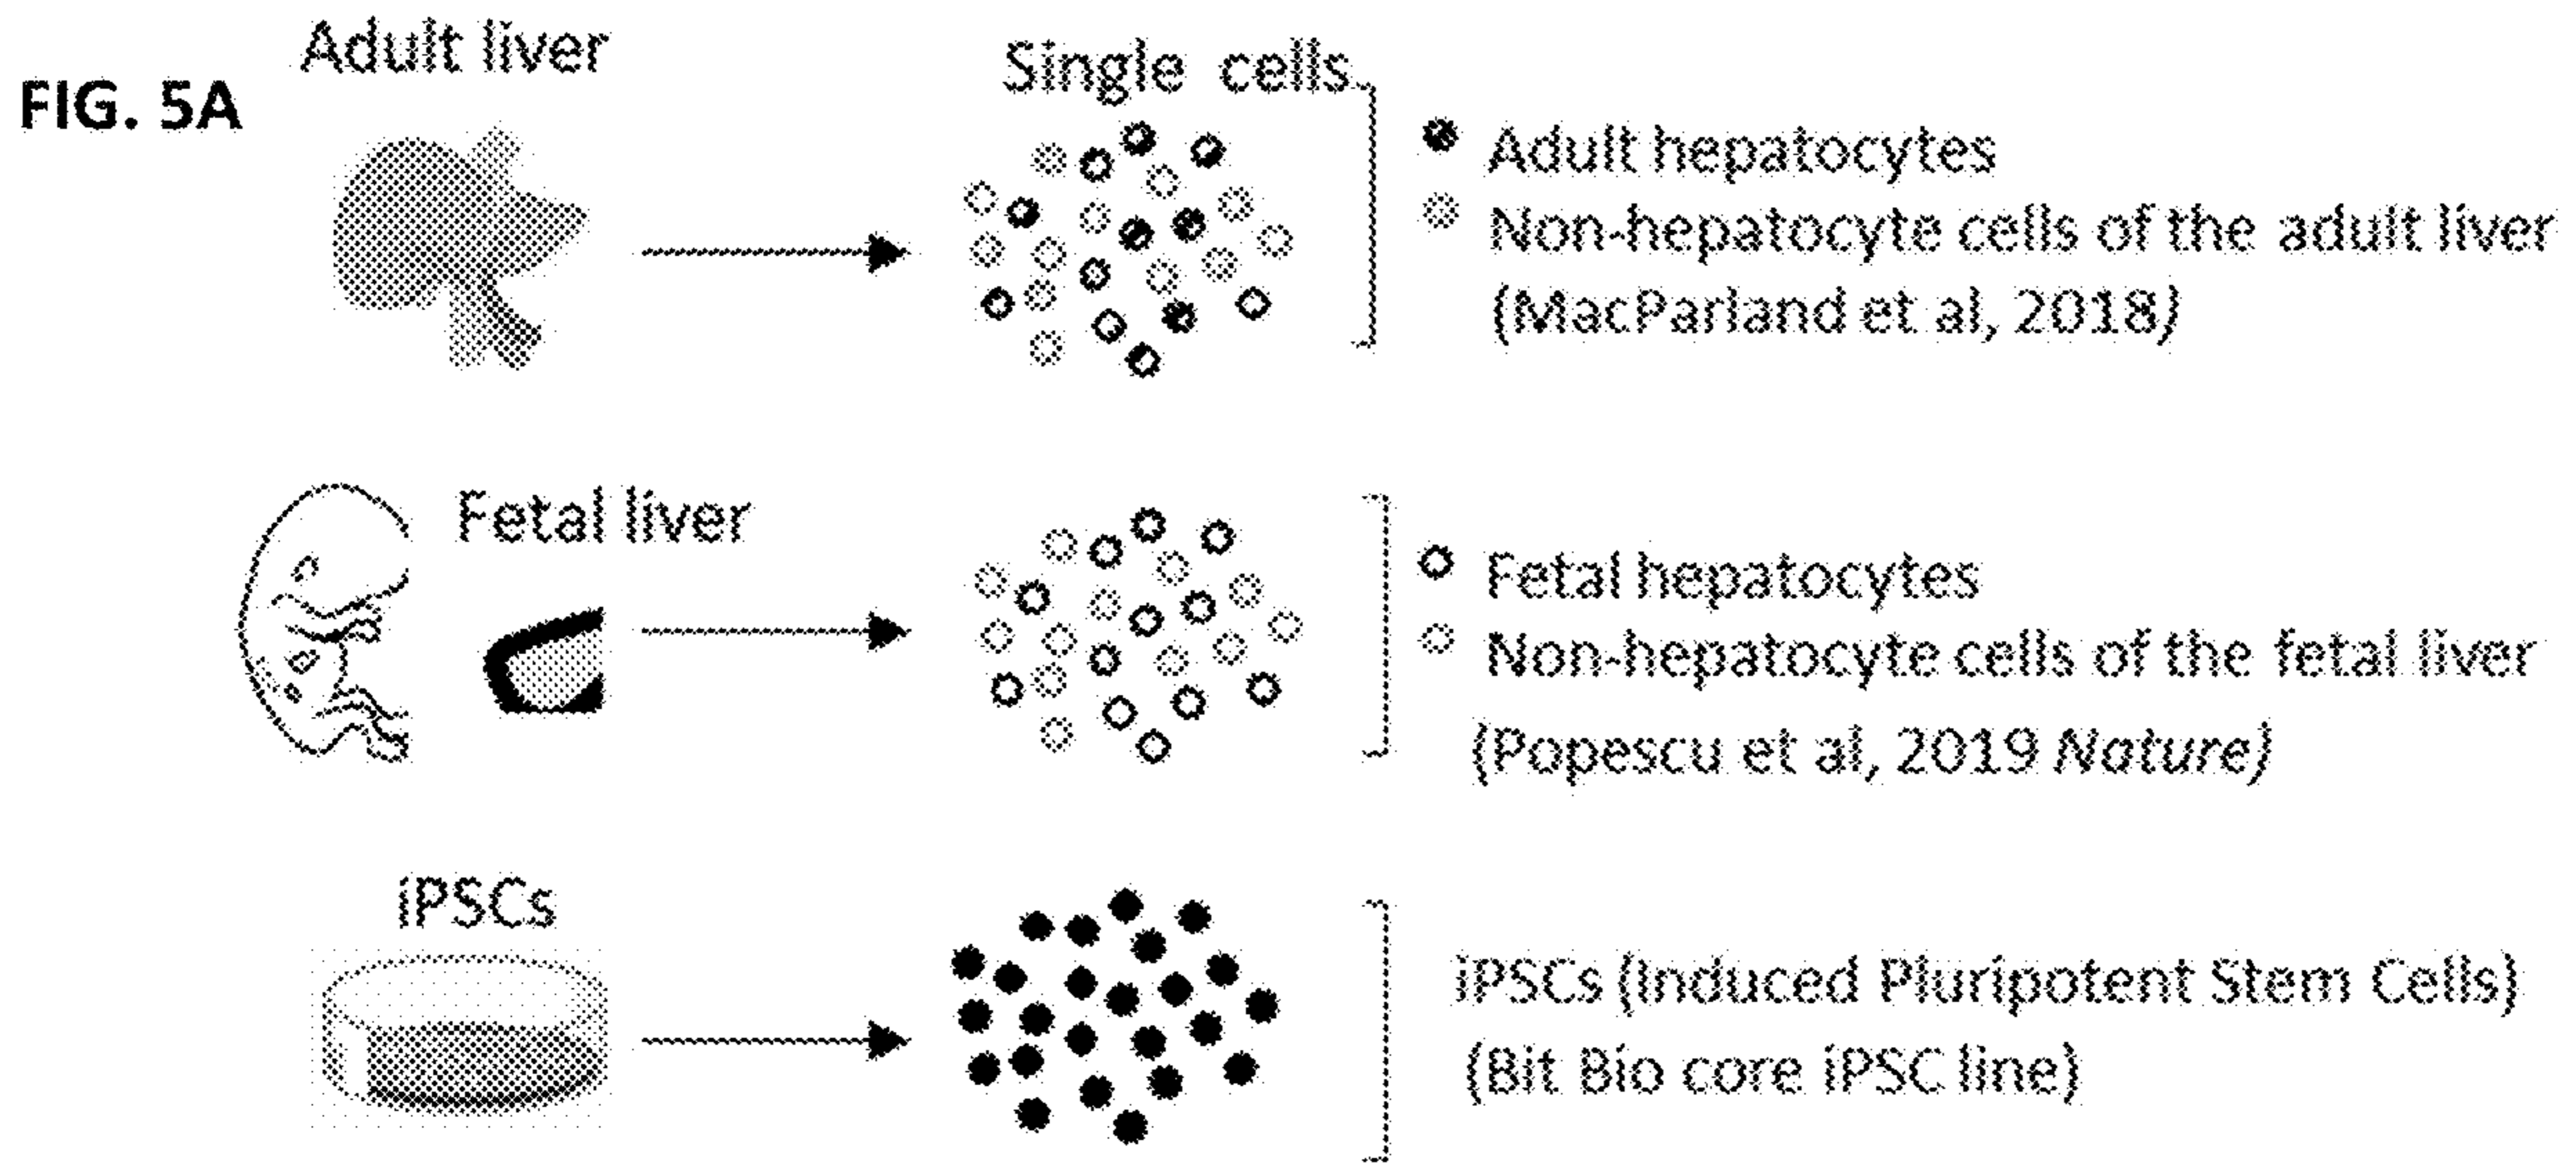 FIG. 5A
Adult liver
Single cells
Adult hepatocytes
Non-hepatocyte cells of the adult liver
(MacParland et al, 2018)
Fetal liver
Fetal hepatocytes
Non-hepatocyte cells of the fetal liver
(Popescu et al, 2019 Nature)
iPSCs
iPSCs (Induced Pluripotent Stem Cells)
(Bit Bio core iPSC line)